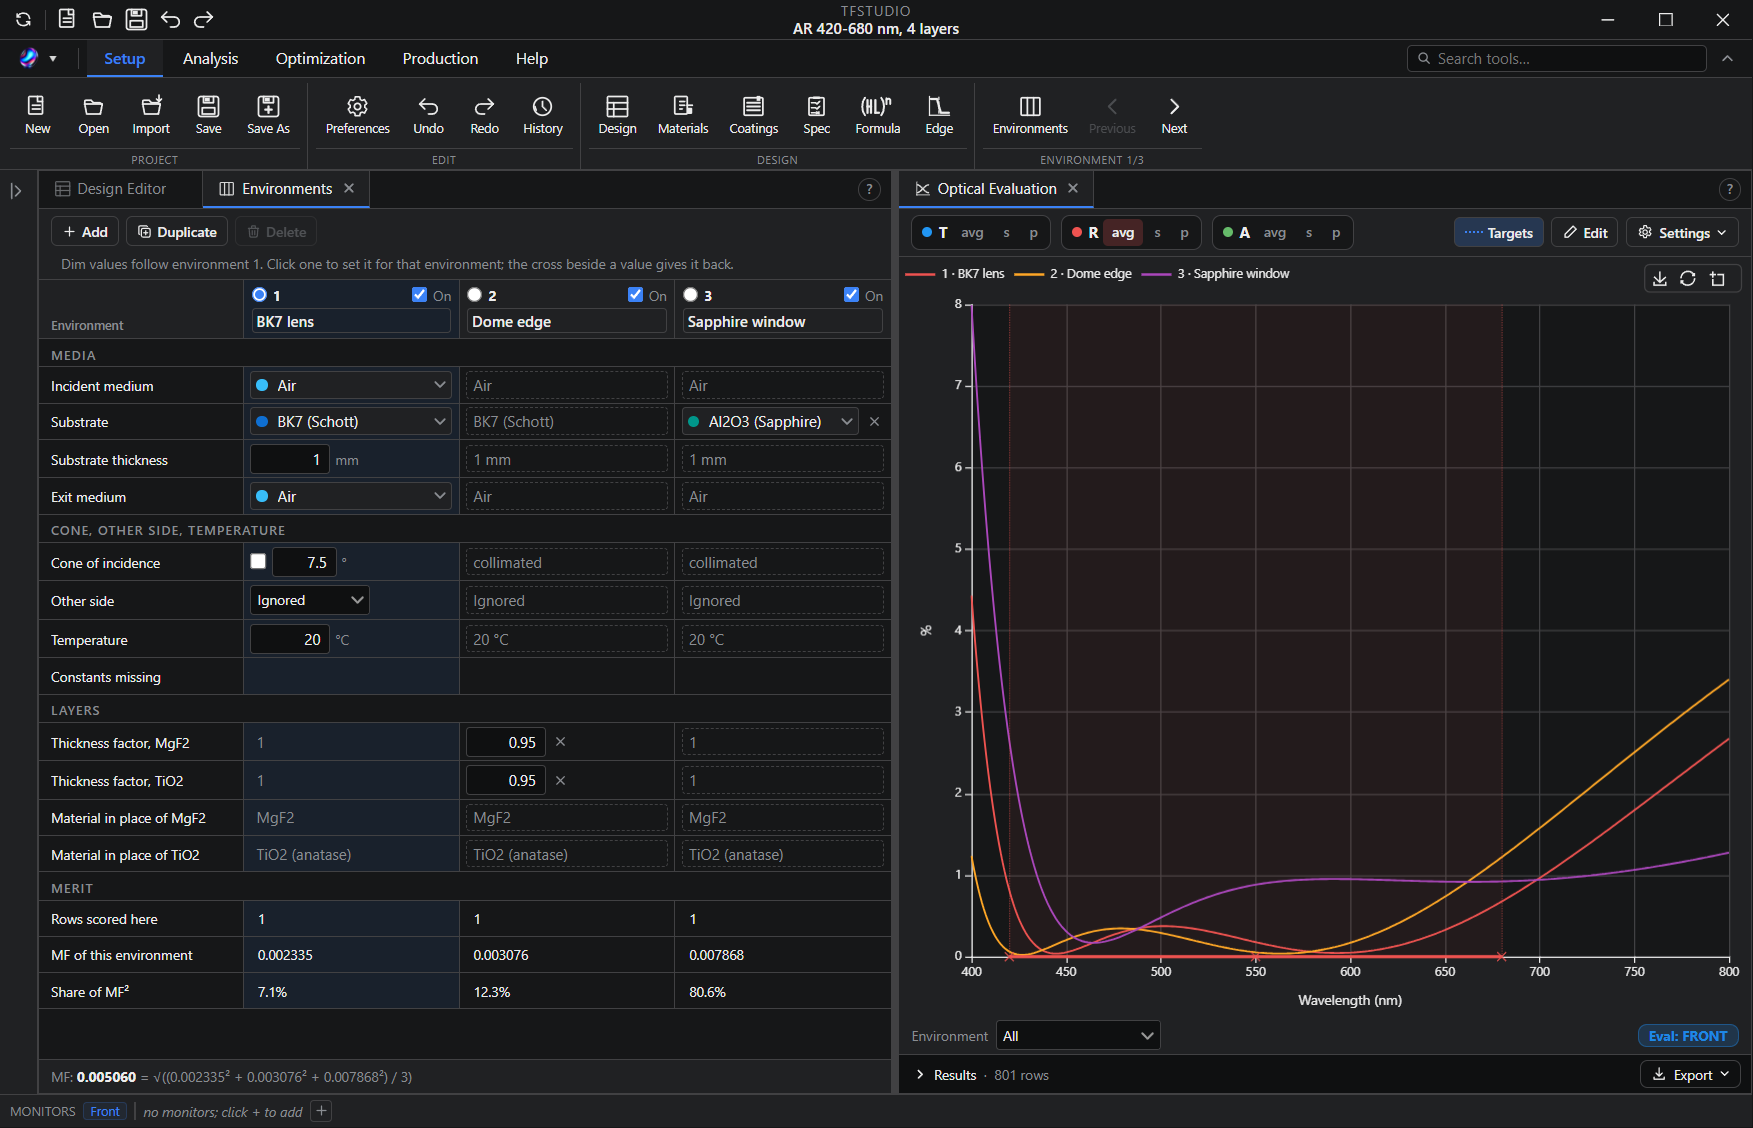 TFSTUDIO
AR 420-680 nm, 4 layers
Setup
Analysis
Optimization
Production
Help
Search tools...
New
Open
Import
Save
Save As
Preferences
Undo
Redo
History
Design
Materials
Coatings
Spec
(HL)ⁿ
Formula
Edge
Environments
Previous
Next
PROJECT
EDIT
DESIGN
ENVIRONMENT 1/3
Design Editor
Environments
?
Add
Duplicate
Delete
Dim values follow environment 1. Click one to set it for that environment; the cross beside a value gives it back.
Environment
1 On
2 On
3 On
BK7 lens
Dome edge
Sapphire window
MEDIA
Incident medium Air Air Air
Substrate BK7 (Schott) BK7 (Schott) Al2O3 (Sapphire)
Substrate thickness 1 mm 1 mm 1 mm
Exit medium Air Air Air
CONE, OTHER SIDE, TEMPERATURE
Cone of incidence 7.5 ° collimated collimated
Other side Ignored Ignored Ignored
Temperature 20 °C 20 °C 20 °C
Constants missing
LAYERS
Thickness factor, MgF2 1 0.95 1
Thickness factor, TiO2 1 0.95 1
Material in place of MgF2 MgF2 MgF2 MgF2
Material in place of TiO2 TiO2 (anatase) TiO2 (anatase) TiO2 (anatase)
MERIT
Rows scored here 1 1 1
MF of this environment 0.002335 0.003076 0.007868
Share of MF² 7.1% 12.3% 80.6%
MF: 0.005060 = √((0.002335² + 0.003076² + 0.007868²) / 3)
Optical Evaluation
?
T avg s p
R avg s p
A avg s p
Targets
Edit
Settings
1 · BK7 lens
2 · Dome edge
3 · Sapphire window
8
7
6
5
4
3
2
1
0
%
400 450 500 550 600 650 700 750 800
Wavelength (nm)
Environment All
Eval: FRONT
Results · 801 rows
Export
MONITORS Front no monitors; click + to add +